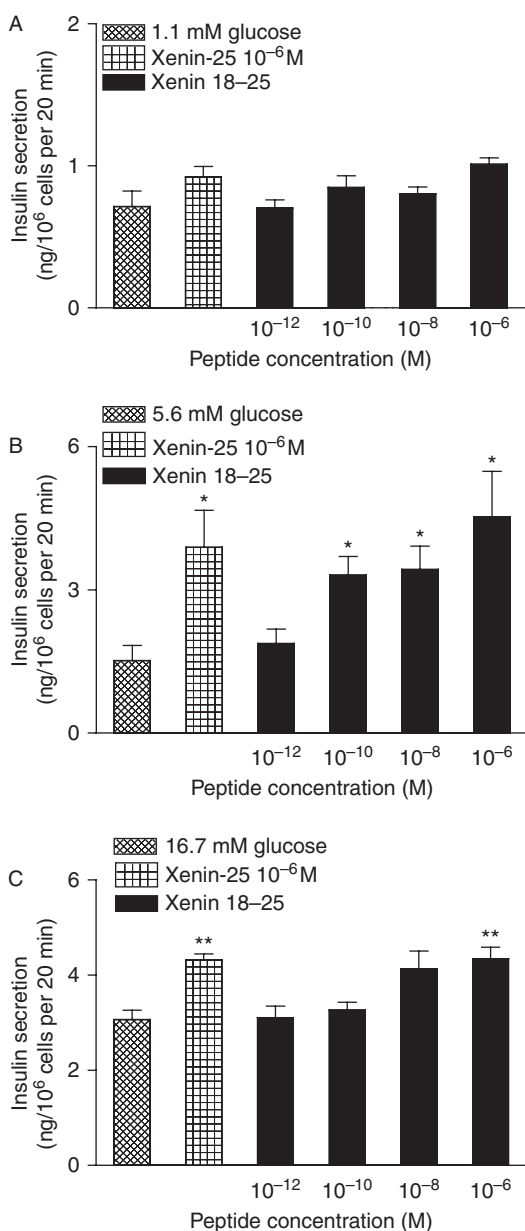 A
1.1 mM glucose
Xenin-25 10⁻⁶M
Xenin 18–25
Insulin secretion
(ng/10⁶ cells per 20 min)
2
1
0
10⁻¹² 10⁻¹⁰ 10⁻⁸ 10⁻⁶
Peptide concentration (M)
B
5.6 mM glucose
Xenin-25 10⁻⁶M
Xenin 18–25
Insulin secretion
(ng/10⁶ cells per 20 min)
6
3
0
* * * *
10⁻¹² 10⁻¹⁰ 10⁻⁸ 10⁻⁶
Peptide concentration (M)
C
16.7 mM glucose
Xenin-25 10⁻⁶M
Xenin 18–25
Insulin secretion
(ng/10⁶ cells per 20 min)
6
4
2
0
** **
10⁻¹² 10⁻¹⁰ 10⁻⁸ 10⁻⁶
Peptide concentration (M)